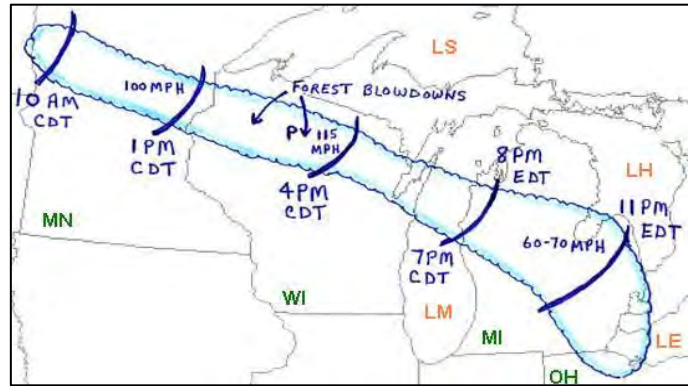 LS
10 AM
CDT
100 MPH
FOREST BLOWDOWNS
P
115
MPH
1 PM
CDT
4 PM
CDT
8 PM
EDT
LH
11 PM
EDT
MN
60-70 MPH
7 PM
CDT
WI
LM
MI
LE
OH